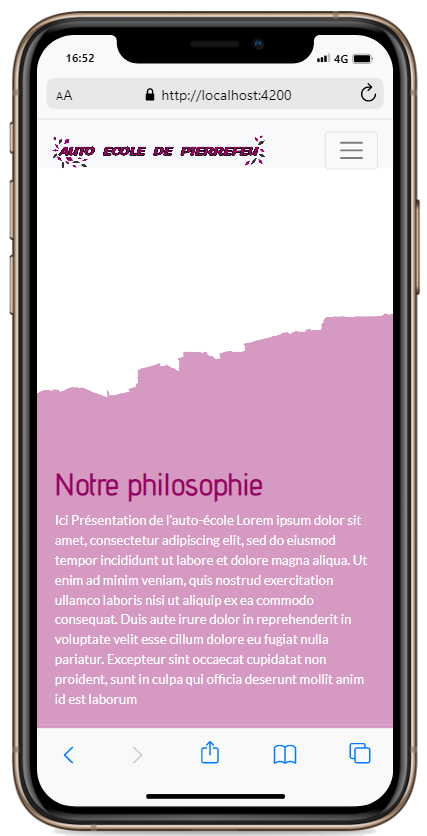 16:52
4G
AA
http://localhost:4200
AUTO ECOLE DE PIERREFEU
Notre philosophie
Ici Présentation de l'auto-école Lorem ipsum dolor sit
amet, consectetur adipiscing elit, sed do eiusmod
tempor incididunt ut labore et dolore magna aliqua. Ut
enim ad minim veniam, quis nostrud exercitation
ullamco laboris nisi ut aliquip ex ea commodo
consequat. Duis aute irure dolor in reprehenderit in
voluptate velit esse cillum dolore eu fugiat nulla
pariatur. Excepteur sint occaecat cupidatat non
proident, sunt in culpa qui officia deserunt mollit anim
id est laborum